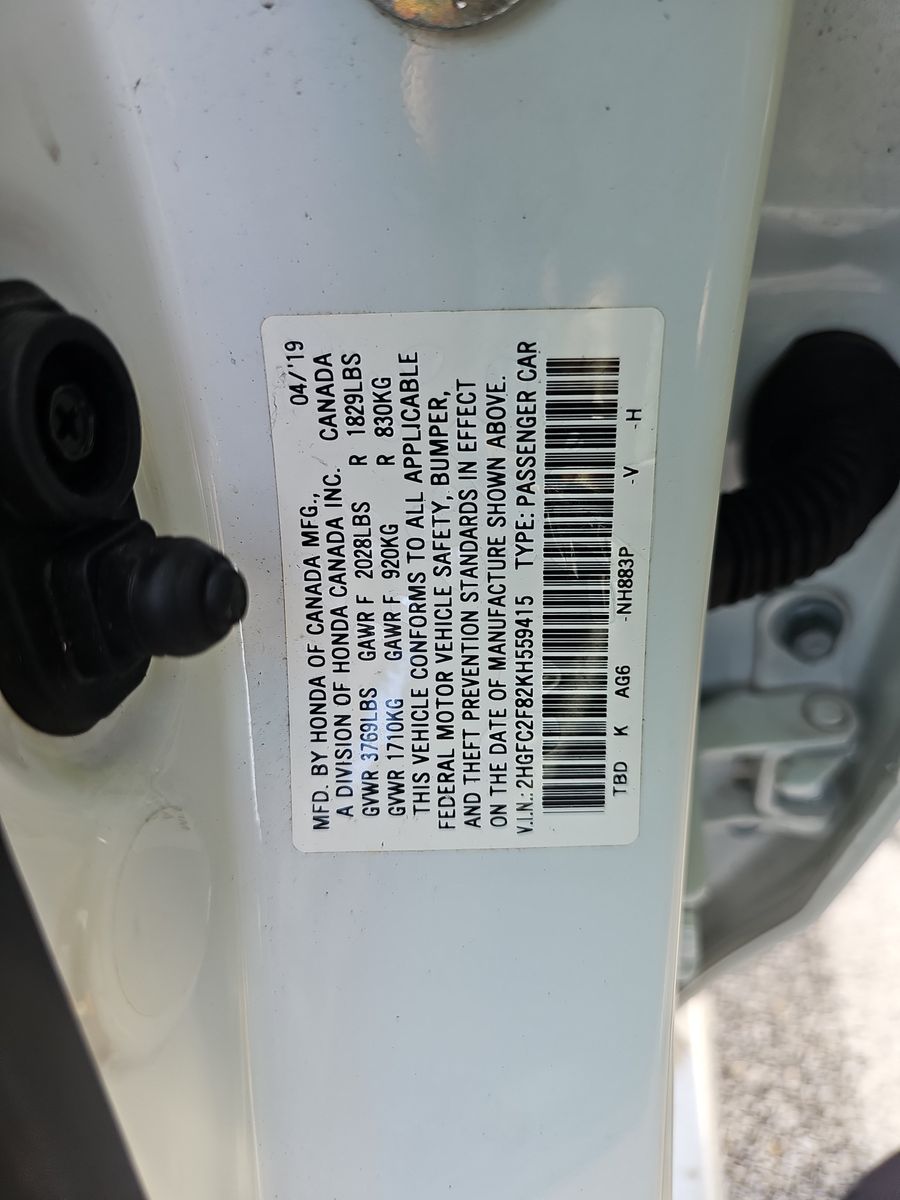 MFD. BY HONDA OF CANADA MFG., 04/'19
A DIVISION OF HONDA CANADA INC. CANADA
GVWR 3769LBS GAWR F 2028LBS R 1829LBS
GVWR 1710KG GAWR F 920KG R 830KG
THIS VEHICLE CONFORMS TO ALL APPLICABLE
FEDERAL MOTOR VEHICLE SAFETY, BUMPER,
AND THEFT PREVENTION STANDARDS IN EFFECT
ON THE DATE OF MANUFACTURE SHOWN ABOVE.
V.I.N.: 2HGFC2F82KH559415 TYPE: PASSENGER CAR
TBD K AG6 -NH883P -V -H